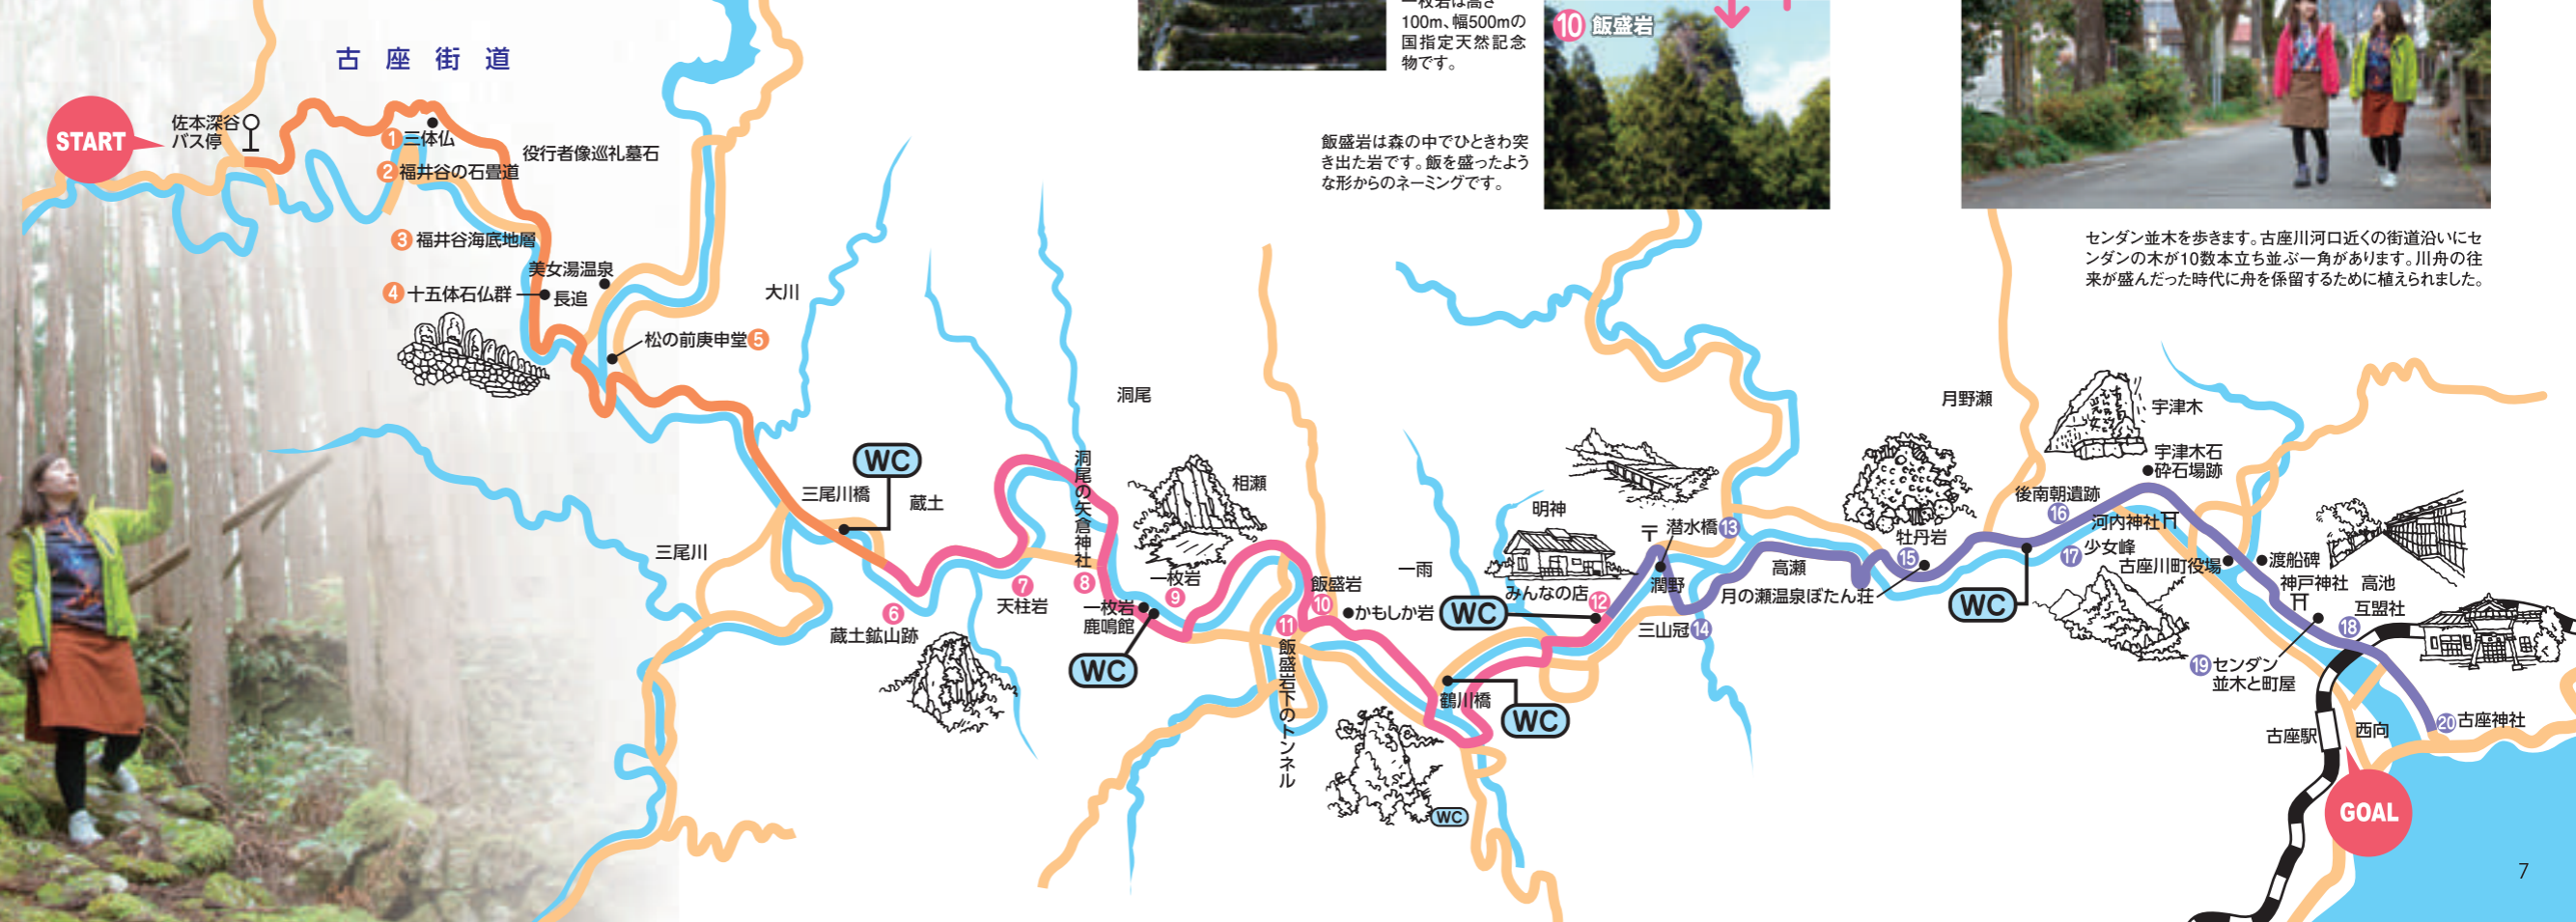 古座街道
START
佐本深谷
バス停
1 三体仏
役行者像巡礼墓石
2 福井谷の石畳道
3 福井谷海底地層
美女湯温泉
4 十五体石仏群
長追
松の前庚申堂 5
大川
WC
三尾川橋
蔵土
三尾川
6
蔵土鉱山跡
7
天柱岩
洞尾
洞尾の矢倉神社
8
相瀬
一枚岩
9
一枚岩
鹿鳴館
WC
100m、幅500mの
国指定天然記念
物です。
10 飯盛岩
飯盛岩は森の中でひときわ突
き出た岩です。飯を盛ったよう
な形からのネーミングです。
飯盛岩
10
かもしか岩
11
飯盛岩下のトンネル
一雨
WC
鶴川橋
WC
WC
明神
みんなの店
12
〒
潜水橋 13
潤野
三山冠 14
高瀬
牡丹岩
15
月の瀬温泉ぼたん荘
月野瀬
WC
後南朝遺跡
16
河内神社
17 少女峰
宇津木
宇津木石
砕石場跡
古座川町役場
渡船碑
神戸神社
高池
互盟社
18
19 センダン
並木と町屋
古座駅
西向
20 古座神社
GOAL
センダン並木を歩きます。古座川河口近くの街道沿いにセ
ンダンの木が10数本立ち並ぶ一角があります。川舟の往
来が盛んだった時代に舟を係留するために植えられました。
7